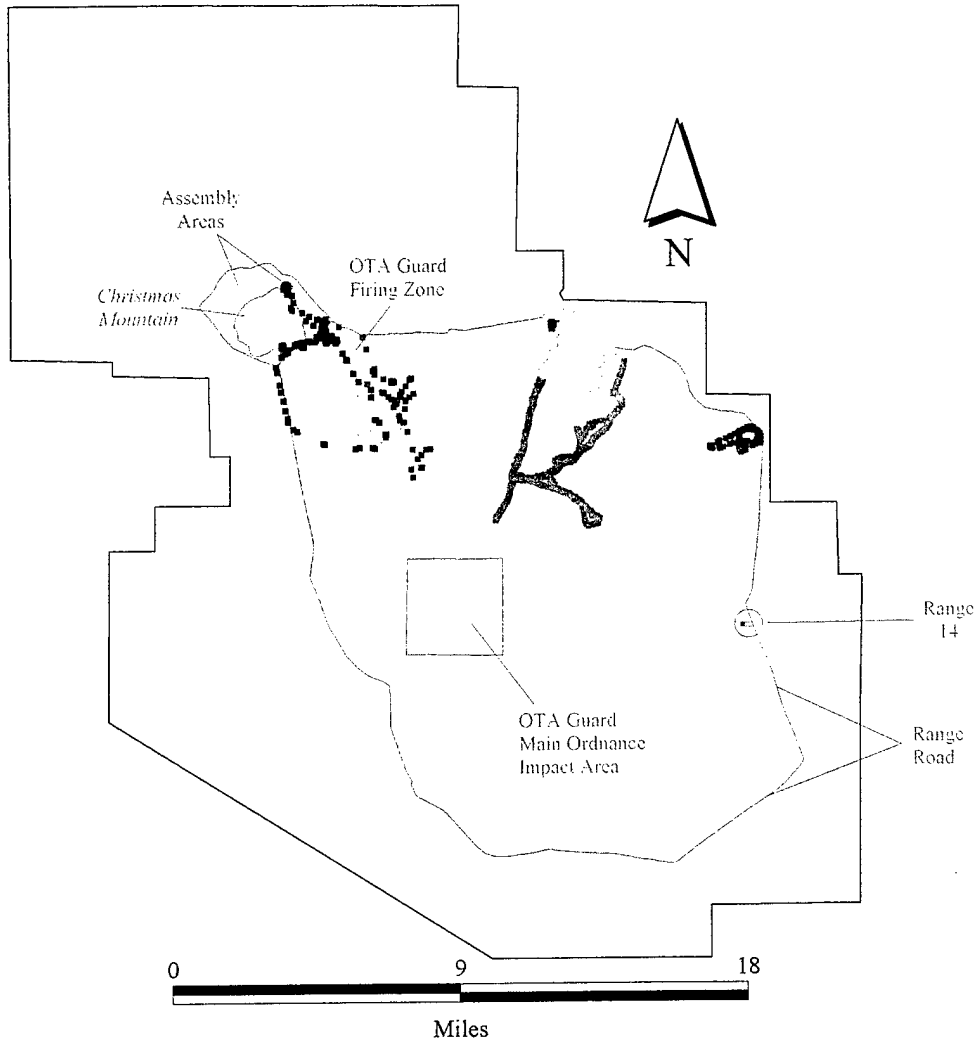 Assembly
Areas
N
OTA Guard
Firing Zone
Christmas
Mountain
Range
14
OTA Guard
Main Ordnance
Impact Area
Range
Road
0 9 18
Miles